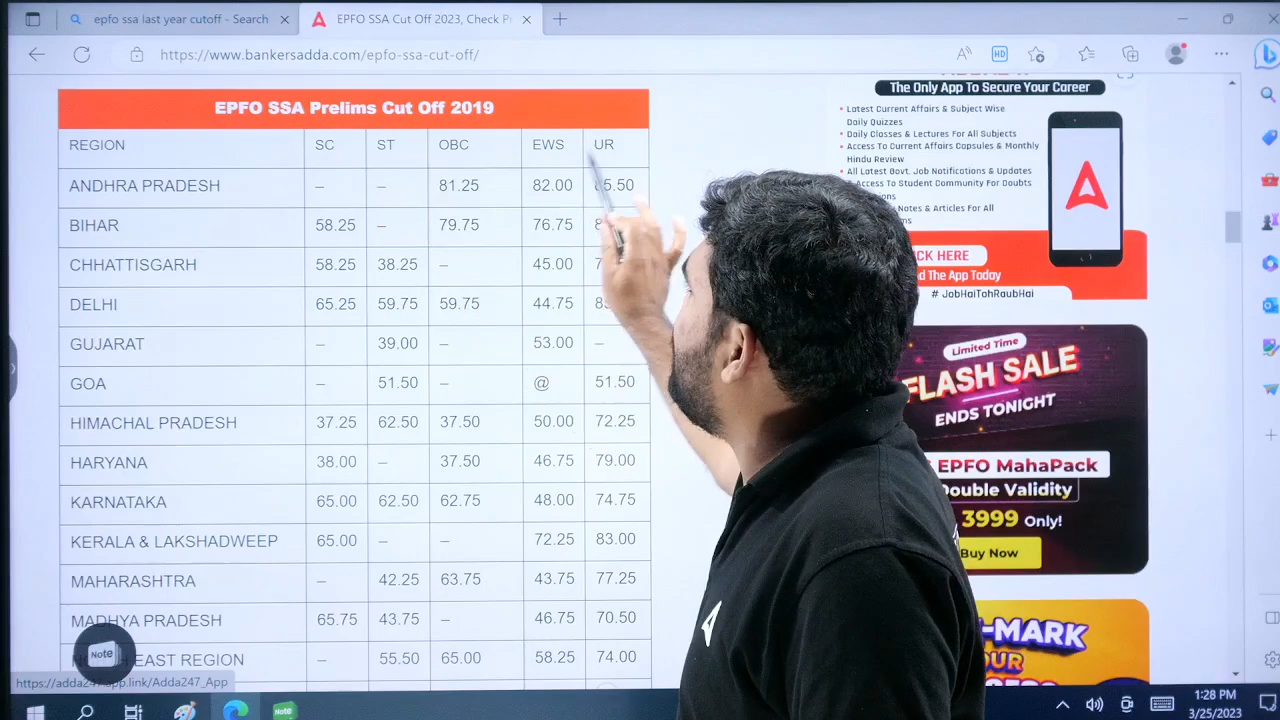 epfo ssa last year cutoff - Search
EPFO SSA Cut Off 2023, Check P
https://www.bankersadda.com/epfo-ssa-cut-off/
HD
EPFO SSA Prelims Cut Off 2019
REGION SC ST OBC EWS UR
ANDHRA PRADESH – – 81.25 82.00 85.50
BIHAR 58.25 – 79.75 76.75
CHHATTISGARH 58.25 38.25 – 45.00
DELHI 65.25 59.75 59.75 44.75
GUJARAT – 39.00 – 53.00 –
GOA – 51.50 – @ 51.50
HIMACHAL PRADESH 37.25 62.50 37.50 50.00 72.25
HARYANA 38.00 – 37.50 46.75 79.00
KARNATAKA 65.00 62.50 62.75 48.00 74.75
KERALA & LAKSHADWEEP 65.00 – – 72.25 83.00
MAHARASHTRA – 42.25 63.75 43.75 77.25
MADHYA PRADESH 65.75 43.75 – 46.75 70.50
EAST REGION – 55.50 65.00 58.25 74.00
Note
https://adda247.app.link/Adda247_App
The Only App To Secure Your Career
• Latest Current Affairs & Subject Wise
Daily Quizzes
• Daily Classes & Lectures For All Subjects
• Access To Current Affairs Capsules & Monthly
Hindu Review
• All Latest Govt. Job Notifications & Updates
Access To Student Community For Doubts
Notes & Articles For All
HERE
The App Today
# JobHaiTohRaubHai
Limited Time
FLASH SALE
ENDS TONIGHT
EPFO MahaPack
Double Validity
3999 Only!
Buy Now
-MARK
Note
1:28 PM
3/25/2023